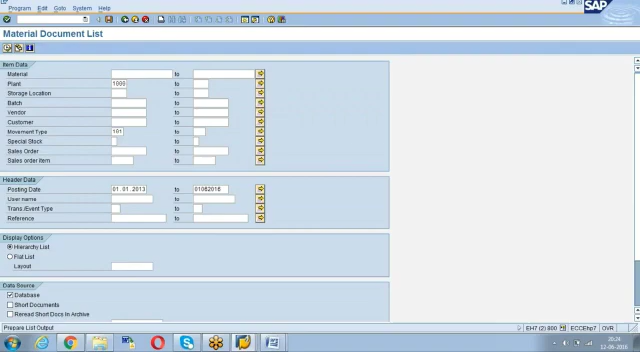 Program Edit Goto System Help
SAP
Material Document List
Item Data
Material to
Plant 1000 to
Storage Location to
Batch to
Vendor to
Customer to
Movement Type 101 to
Special Stock to
Sales Order to
Sales order item to
Header Data
Posting Date 01.01.2013 to 01062016
User name to
Trans./Event Type to
Reference to
Display Options
Hierarchy List
Flat List
Layout
Data Source
Database
Short Documents
Reread Short Docs In Archive
Prepare List Output EH7 (2) 800 ECCEhp7 OVR
20:24
12-06-2016